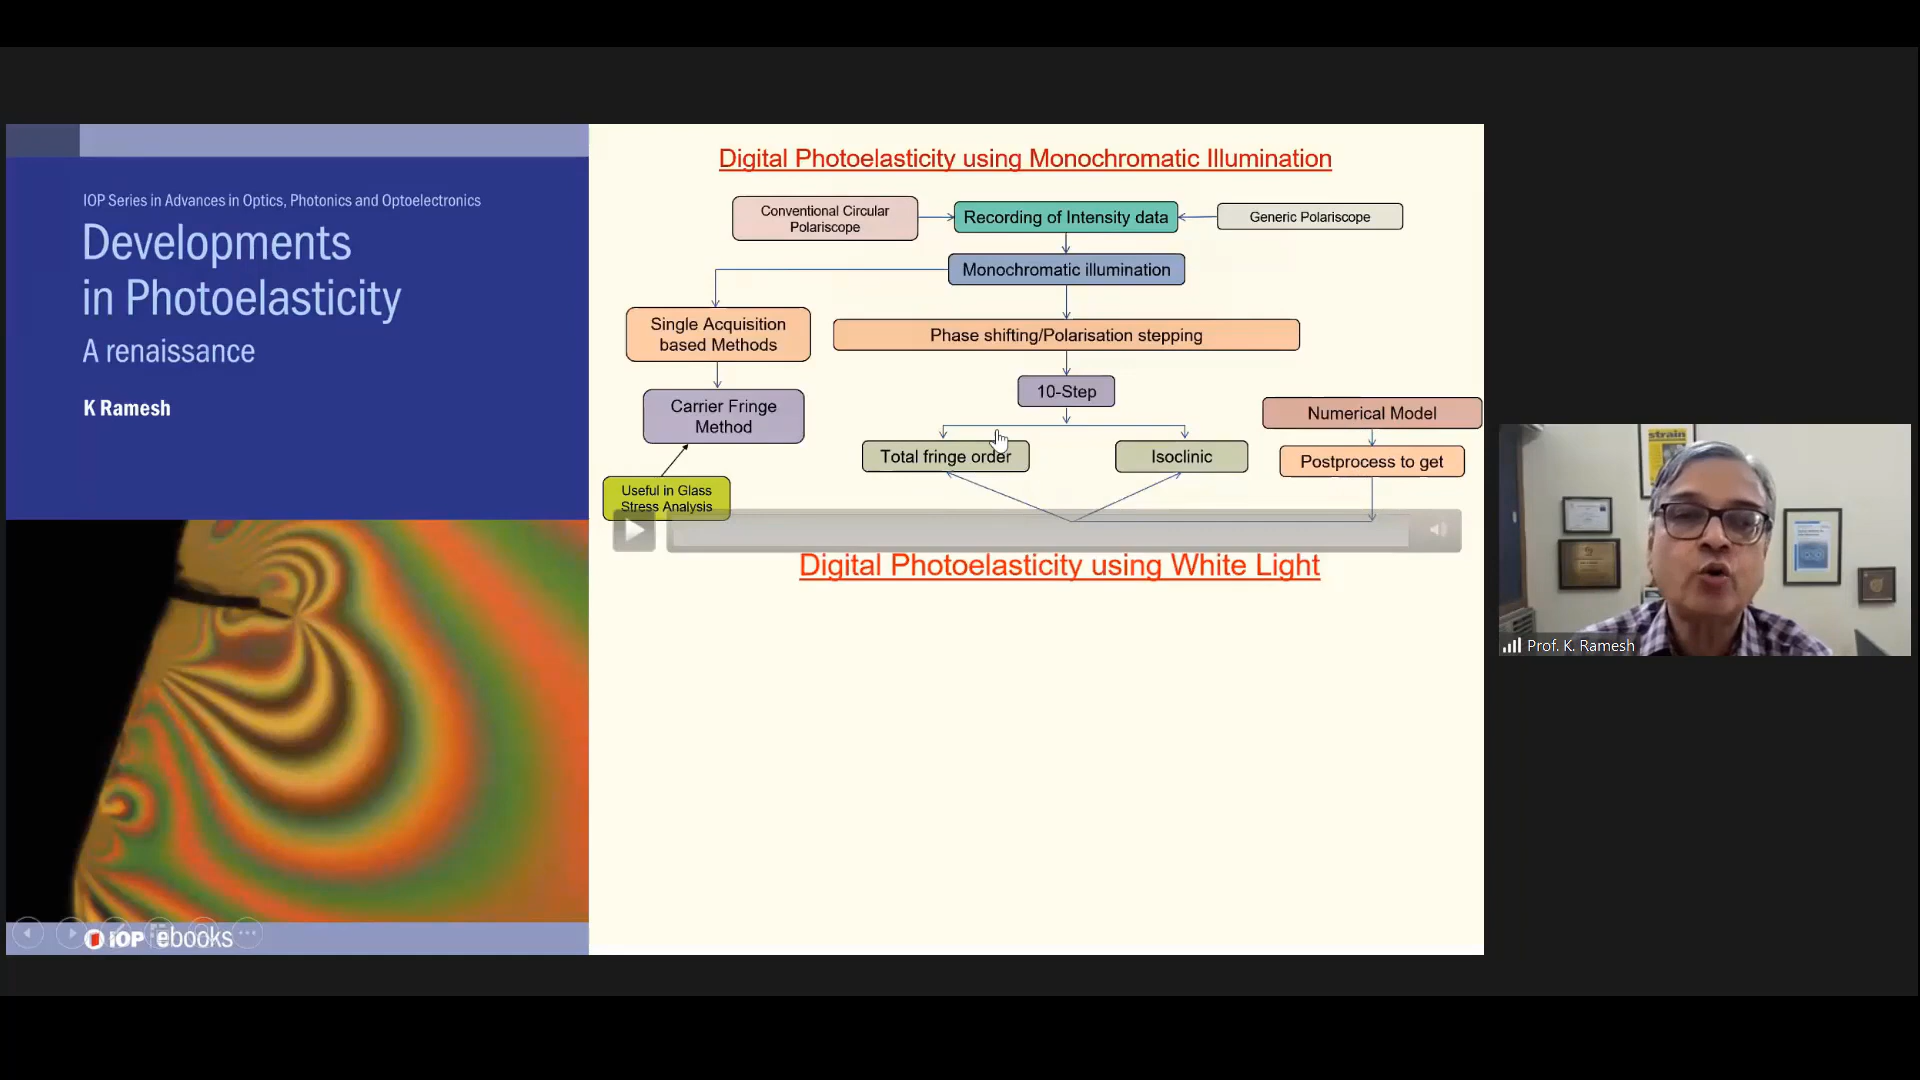 IOP Series in Advances in Optics, Photonics and Optoelectronics
Developments
in Photoelasticity
A renaissance
K Ramesh
IOP ebooks
Digital Photoelasticity using Monochromatic Illumination
Conventional Circular
Polariscope
Recording of Intensity data
Generic Polariscope
Monochromatic illumination
Single Acquisition
based Methods
Phase shifting/Polarisation stepping
10-Step
Carrier Fringe
Method
Numerical Model
Total fringe order
Isoclinic
Postprocess to get
Useful in Glass
Stress Analysis
Digital Photoelasticity using White Light
strain
Prof. K. Ramesh